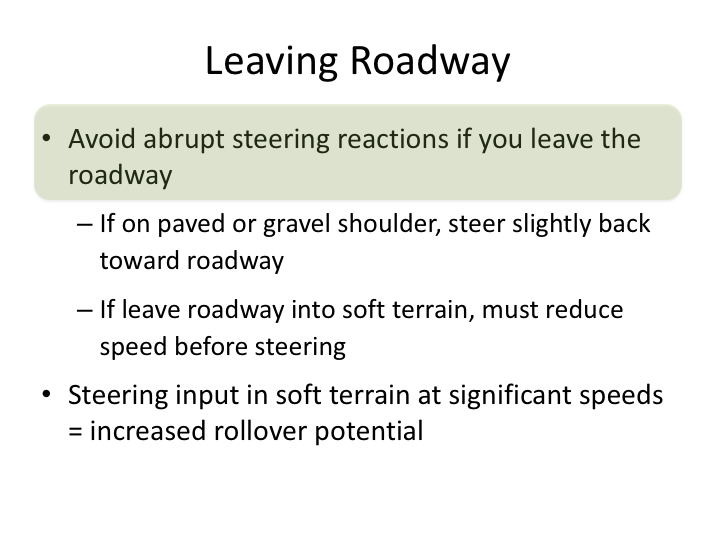 Leaving Roadway
• Avoid abrupt steering reactions if you leave the
roadway
– If on paved or gravel shoulder, steer slightly back
toward roadway
– If leave roadway into soft terrain, must reduce
speed before steering
• Steering input in soft terrain at significant speeds
= increased rollover potential